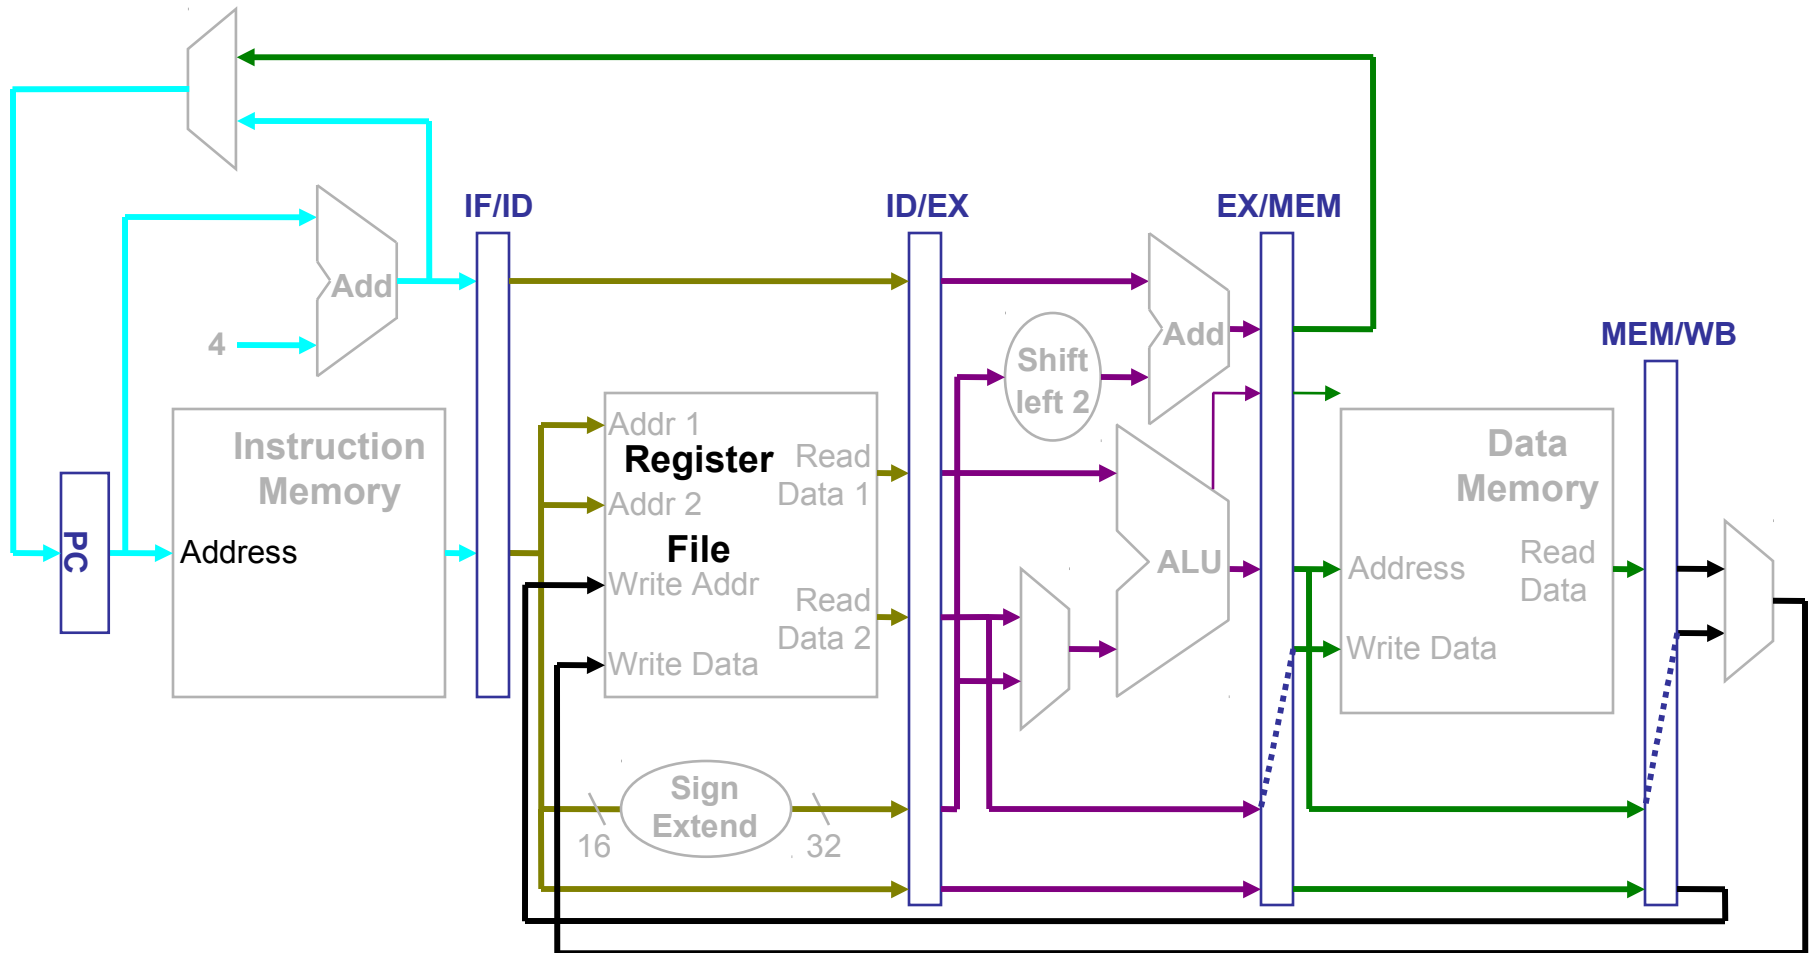 IF/ID
ID/EX
EX/MEM
MEM/WB
Add
4
Shift
left 2
Add
Instruction
Memory
Address
PC
Addr 1
Register
Read
Data 1
Addr 2
File
Write Addr
Read
Data 2
Write Data
ALU
Data
Memory
Address
Read
Data
Write Data
Sign
Extend
16
32